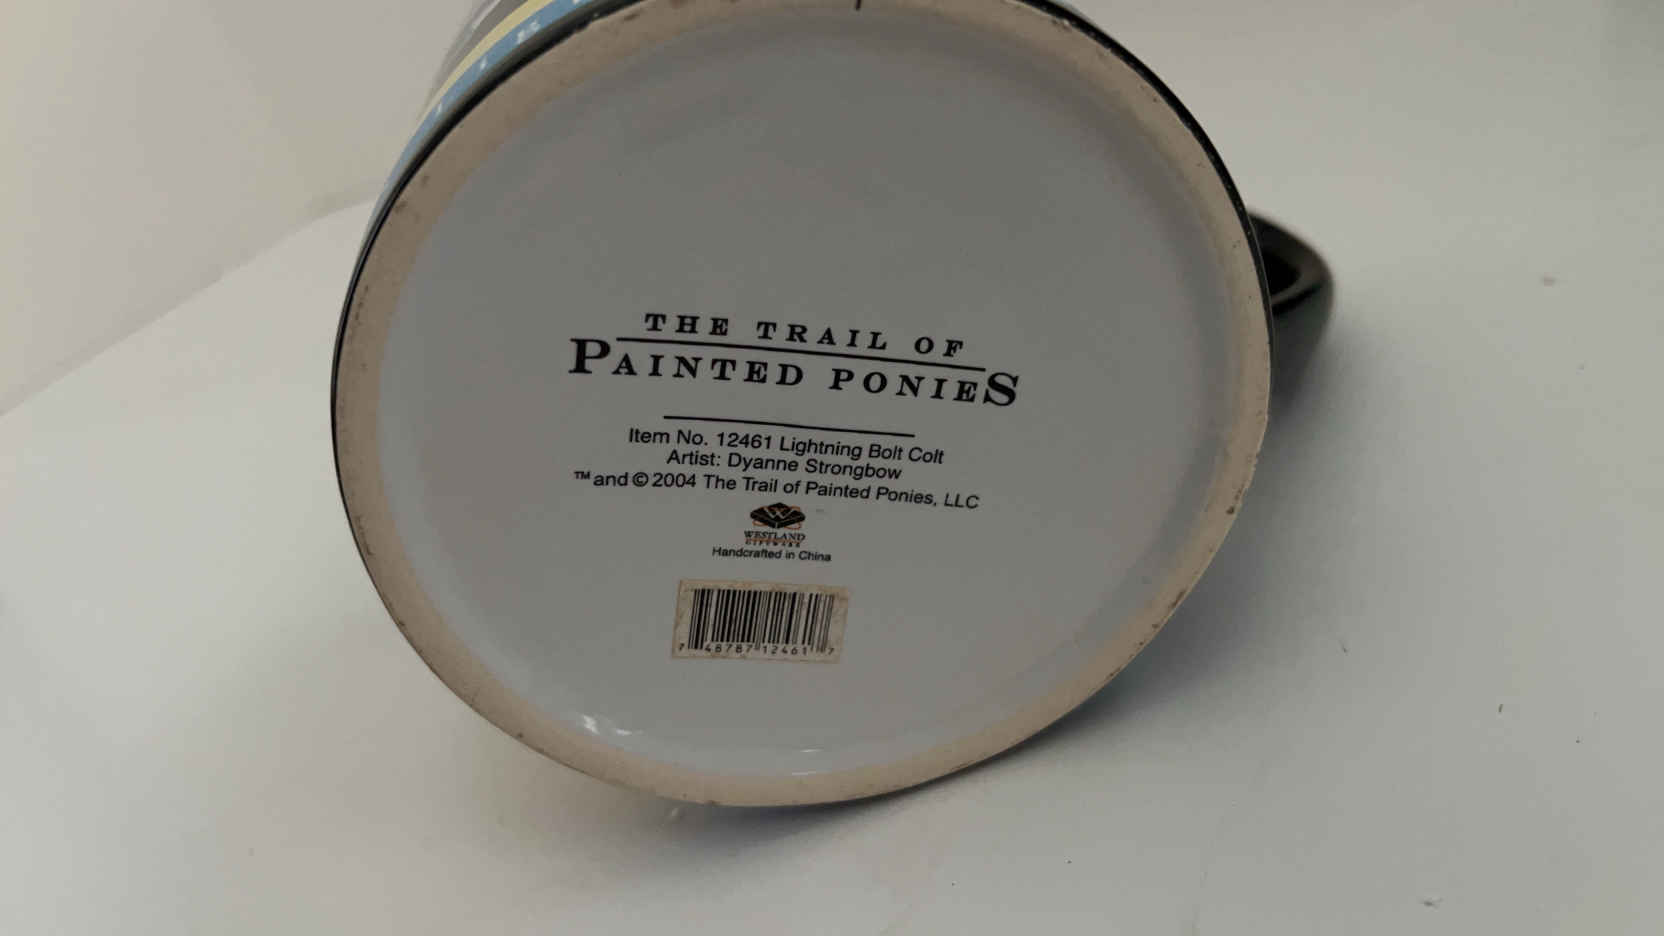 THE TRAIL OF
PAINTED PONIES
Item No. 12461 Lightning Bolt Colt
Artist: Dyanne Strongbow
™ and © 2004 The Trail of Painted Ponies, LLC
WESTLAND
GIFTWARE
Handcrafted in China
7 48787 12461 7